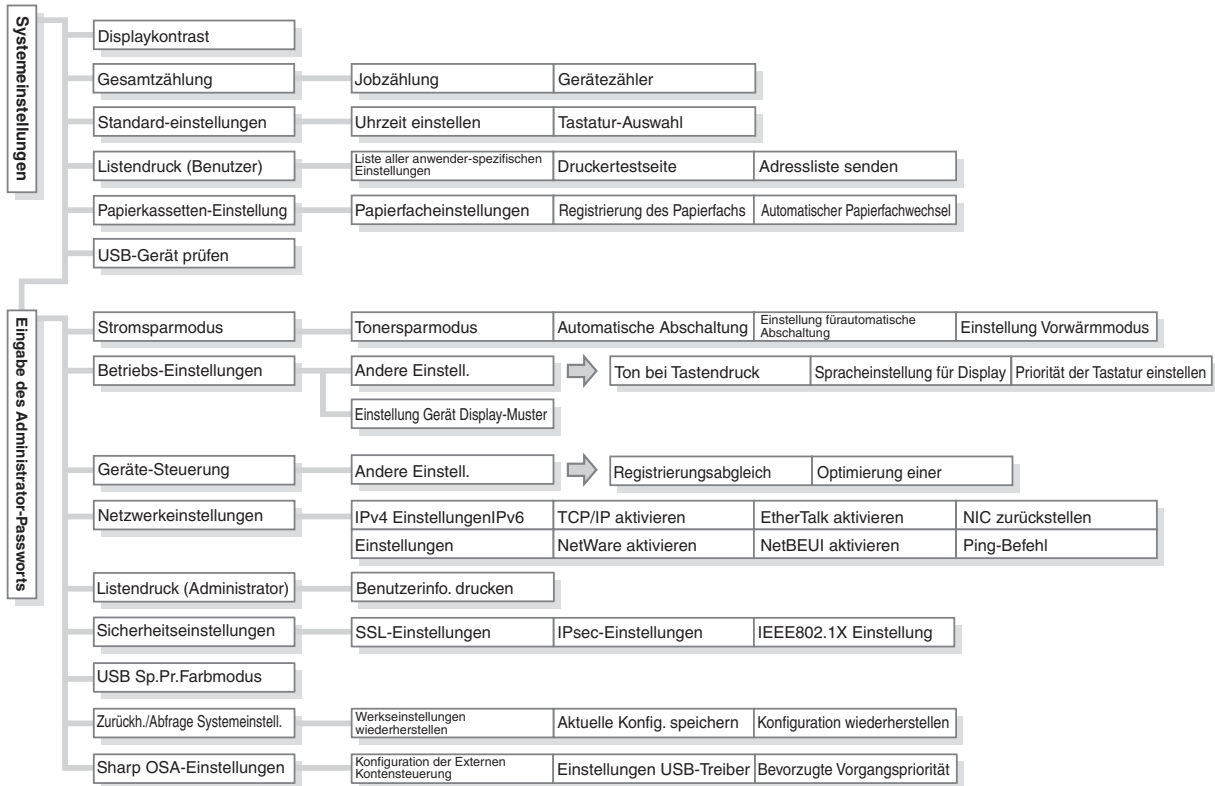 Systemeinstellungen
Displaykontrast
Gesamtzählung
Jobzählung
Gerätezähler
Standard-einstellungen
Uhrzeit einstellen
Tastatur-Auswahl
Listendruck (Benutzer)
Liste aller anwender-spezifischen
Einstellungen
Druckertestseite
Adressliste senden
Papierkassetten-Einstellung
Papierfacheinstellungen
Registrierung des Papierfachs
Automatischer Papierfachwechsel
USB-Gerät prüfen
Eingabe des Administrator-Passworts
Stromsparmodus
Tonersparmodus
Automatische Abschaltung
Einstellung fürautomatische
Abschaltung
Einstellung Vorwärmmodus
Betriebs-Einstellungen
Andere Einstell.
Ton bei Tastendruck
Spracheinstellung für Display
Priorität der Tastatur einstellen
Einstellung Gerät Display-Muster
Geräte-Steuerung
Andere Einstell.
Registrierungsabgleich
Optimierung einer
Netzwerkeinstellungen
IPv4 EinstellungenIPv6
TCP/IP aktivieren
EtherTalk aktivieren
NIC zurückstellen
Einstellungen
NetWare aktivieren
NetBEUI aktivieren
Ping-Befehl
Listendruck (Administrator)
Benutzerinfo. drucken
Sicherheitseinstellungen
SSL-Einstellungen
IPsec-Einstellungen
IEEE802.1X Einstellung
USB Sp.Pr.Farbmodus
Zurückh./Abfrage Systemeinstell.
Werkseinstellungen
wiederherstellen
Aktuelle Konfig. speichern
Konfiguration wiederherstellen
Sharp OSA-Einstellungen
Konfiguration der Externen
Kontensteuerung
Einstellungen USB-Treiber
Bevorzugte Vorgangspriorität